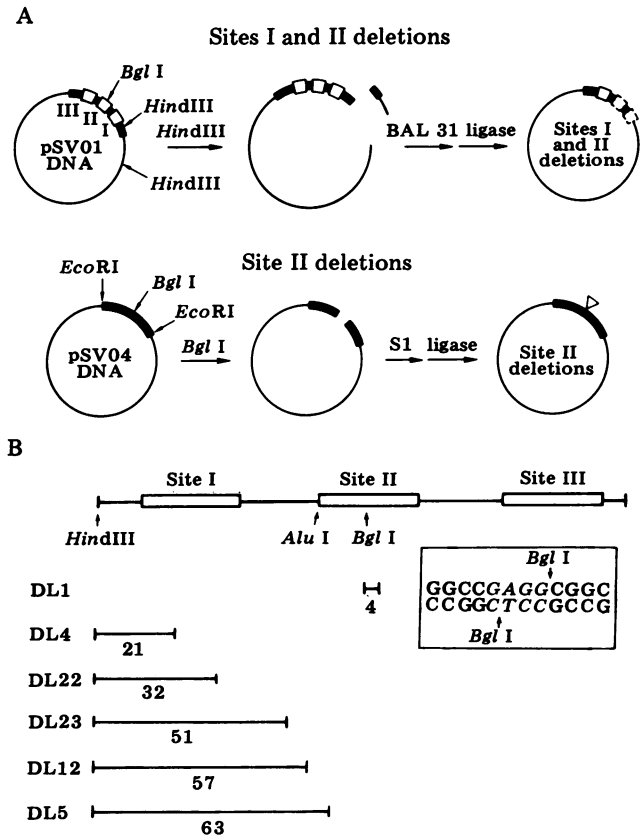 A
Sites I and II deletions
Bgl I
HindIII
III II I
pSV01
DNA
HindIII
HindIII
BAL 31 ligase
Sites I
and II
deletions
Site II deletions
EcoRI
Bgl I
EcoRI
pSV04
DNA
Bgl I
S1 ligase
Site II
deletions
B
Site I Site II Site III
HindIII Alu I Bgl I
Bgl I
GGCCGAGGCGGC
CCGGCTCCGCCG
Bgl I
DL1
4
DL4
21
DL22
32
DL23
51
DL12
57
DL5
63